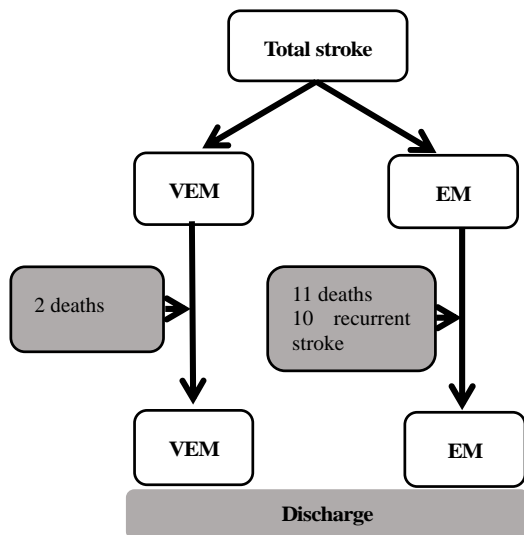 Total stroke
VEM
EM
2 deaths
11 deaths
10 recurrent
stroke
VEM
EM
Discharge